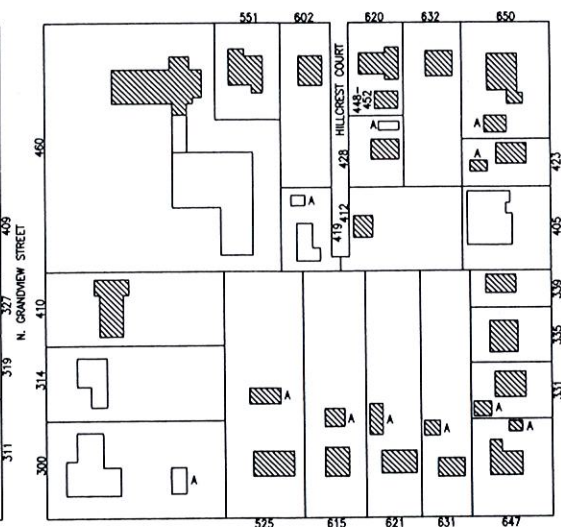 551 602 620 632 650
HILLCREST COURT
448-
452
A
A
428
A
423
460
409
A
412
419
405
N. GRANDVIEW STREET
327
410
339
335
319
314
331
A
A
A
A
A
311
300
A
525 615 621 631 647